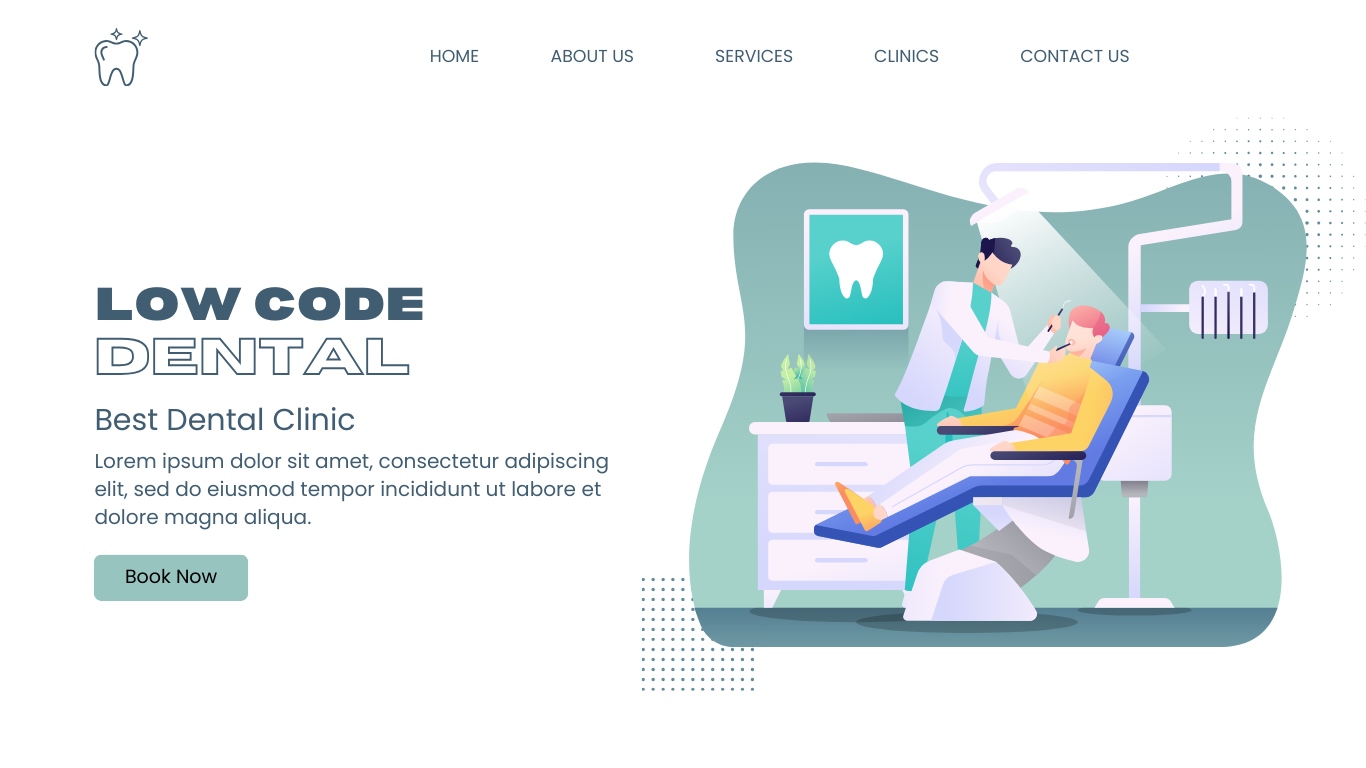 HOME ABOUT US SERVICES CLINICS CONTACT US
LOW CODE
DENTAL
Best Dental Clinic
Lorem ipsum dolor sit amet, consectetur adipiscing
elit, sed do eiusmod tempor incididunt ut labore et
dolore magna aliqua.
Book Now